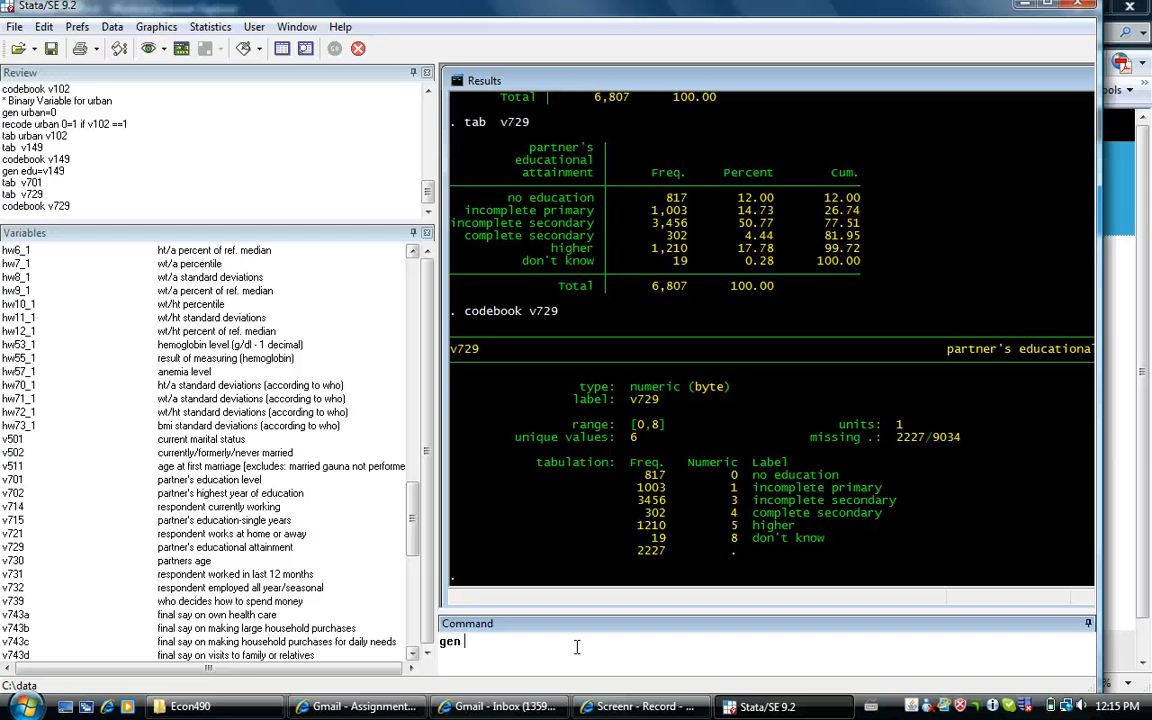 Stata/SE 9.2
File Edit Prefs Data Graphics Statistics User Window Help
Review
codebook v102
* Binary Variable for urban
gen urban=0
recode urban 0=1 if v102 ==1
tab urban v102
tab v149
codebook v149
gen edu=v149
tab v701
tab v729
codebook v729
Variables
hw6_1 ht/a percent of ref. median
hw7_1 wt/a percentile
hw8_1 wt/a standard deviations
hw9_1 wt/a percent of ref. median
hw10_1 wt/ht percentile
hw11_1 wt/ht standard deviations
hw12_1 wt/ht percent of ref. median
hw53_1 hemoglobin level (g/dl - 1 decimal)
hw55_1 result of measuring (hemoglobin)
hw57_1 anemia level
hw70_1 ht/a standard deviations (according to who)
hw71_1 wt/a standard deviations (according to who)
hw72_1 wt/ht standard deviations (according to who)
hw73_1 bmi standard deviations (according to who)
v501 current marital status
v502 currently/formerly/never married
v511 age at first marriage [excludes: married gauna not performe
v701 partner's education level
v702 partner's highest year of education
v714 respondent currently working
v715 partner's education-single years
v721 respondent works at home or away
v729 partner's educational attainment
v730 partners age
v731 respondent worked in last 12 months
v732 respondent employed all year/seasonal
v739 who decides how to spend money
v743a final say on own health care
v743b final say on making large household purchases
v743c final say on making household purchases for daily needs
v743d final say on visits to family or relatives
Results
Total | 6,807 100.00
. tab v729
partner's
educational
attainment Freq. Percent Cum.
no education 817 12.00 12.00
incomplete primary 1,003 14.73 26.74
incomplete secondary 3,456 50.77 77.51
complete secondary 302 4.44 81.95
higher 1,210 17.78 99.72
don't know 19 0.28 100.00
Total 6,807 100.00
. codebook v729
v729 partner's educational
type: numeric (byte)
label: v729
range: [0,8] units: 1
unique values: 6 missing .: 2227/9034
tabulation: Freq. Numeric Label
817 0 no education
1003 1 incomplete primary
3456 3 incomplete secondary
302 4 complete secondary
1210 5 higher
19 8 don't know
2227 .
.
Command
gen
C:\data
Econ490
Gmail - Assignment...
Gmail - Inbox (1359...
Screenr - Record - ...
Stata/SE 9.2
12:15 PM